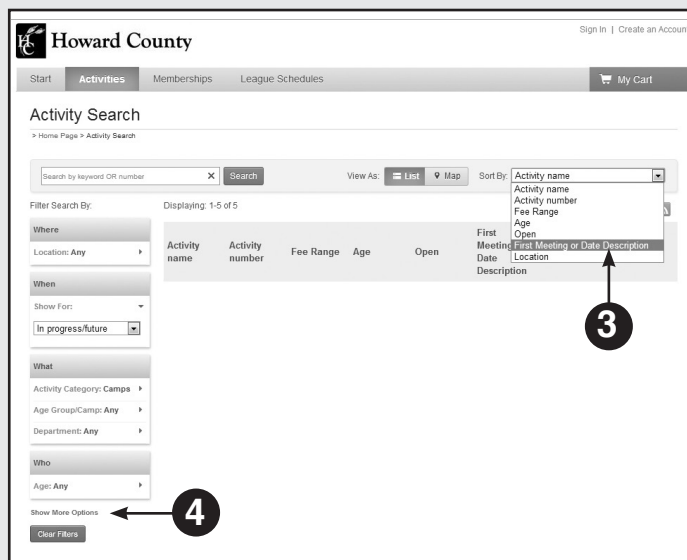 Sign In | Create an Accoun
HC Howard County
Start Activities Memberships League Schedules My Cart
Activity Search
> Home Page > Activity Search
Search by keyword OR number X Search View As: List Map Sort By: Activity name
Activity name
Activity number
Fee Range
Age
Open
First Meeting or Date Description
Location
3
Filter Search By:
Displaying: 1-5 of 5
Activity name Activity number Fee Range Age Open First Meeting Date Description
Where
Location: Any
When
Show For:
In progress/future
What
Activity Category: Camps
Age Group/Camp: Any
Department: Any
Who
Age: Any
Show More Options
4
Clear Filters